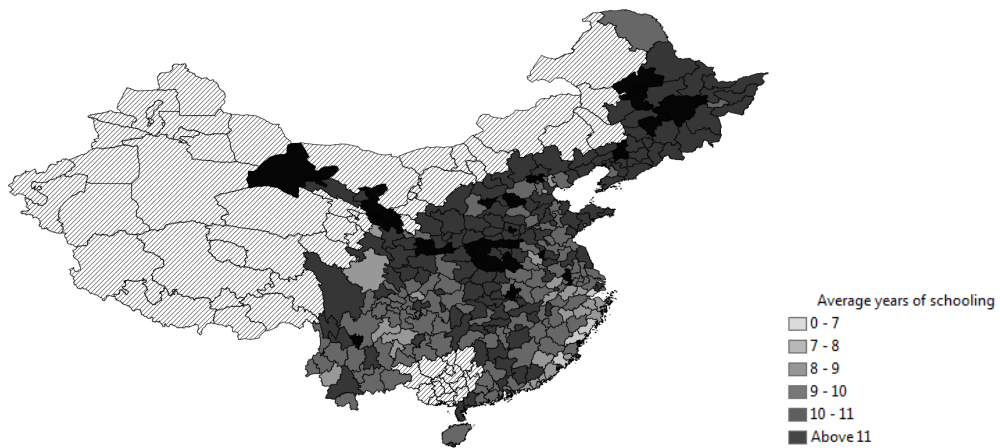 Average years of schooling
0 - 7
7 - 8
8 - 9
9 - 10
10 - 11
Above 11